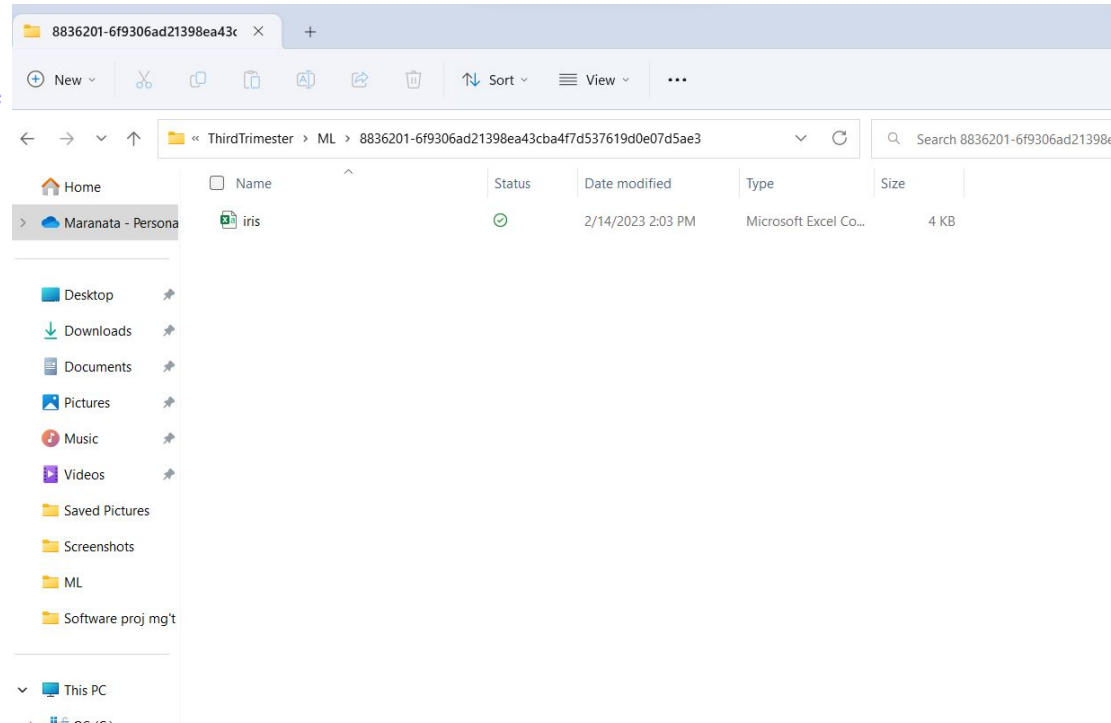 8836201-6f9306ad21398ea43c
New
Sort
View
« ThirdTrimester > ML > 8836201-6f9306ad21398ea43cba4f7d537619d0e07d5ae3
Search 8836201-6f9306ad21398e
Name Status Date modified Type Size
iris 2/14/2023 2:03 PM Microsoft Excel Co... 4 KB
Home
Maranata - Persona
Desktop
Downloads
Documents
Pictures
Music
Videos
Saved Pictures
Screenshots
ML
Software proj mg't
This PC